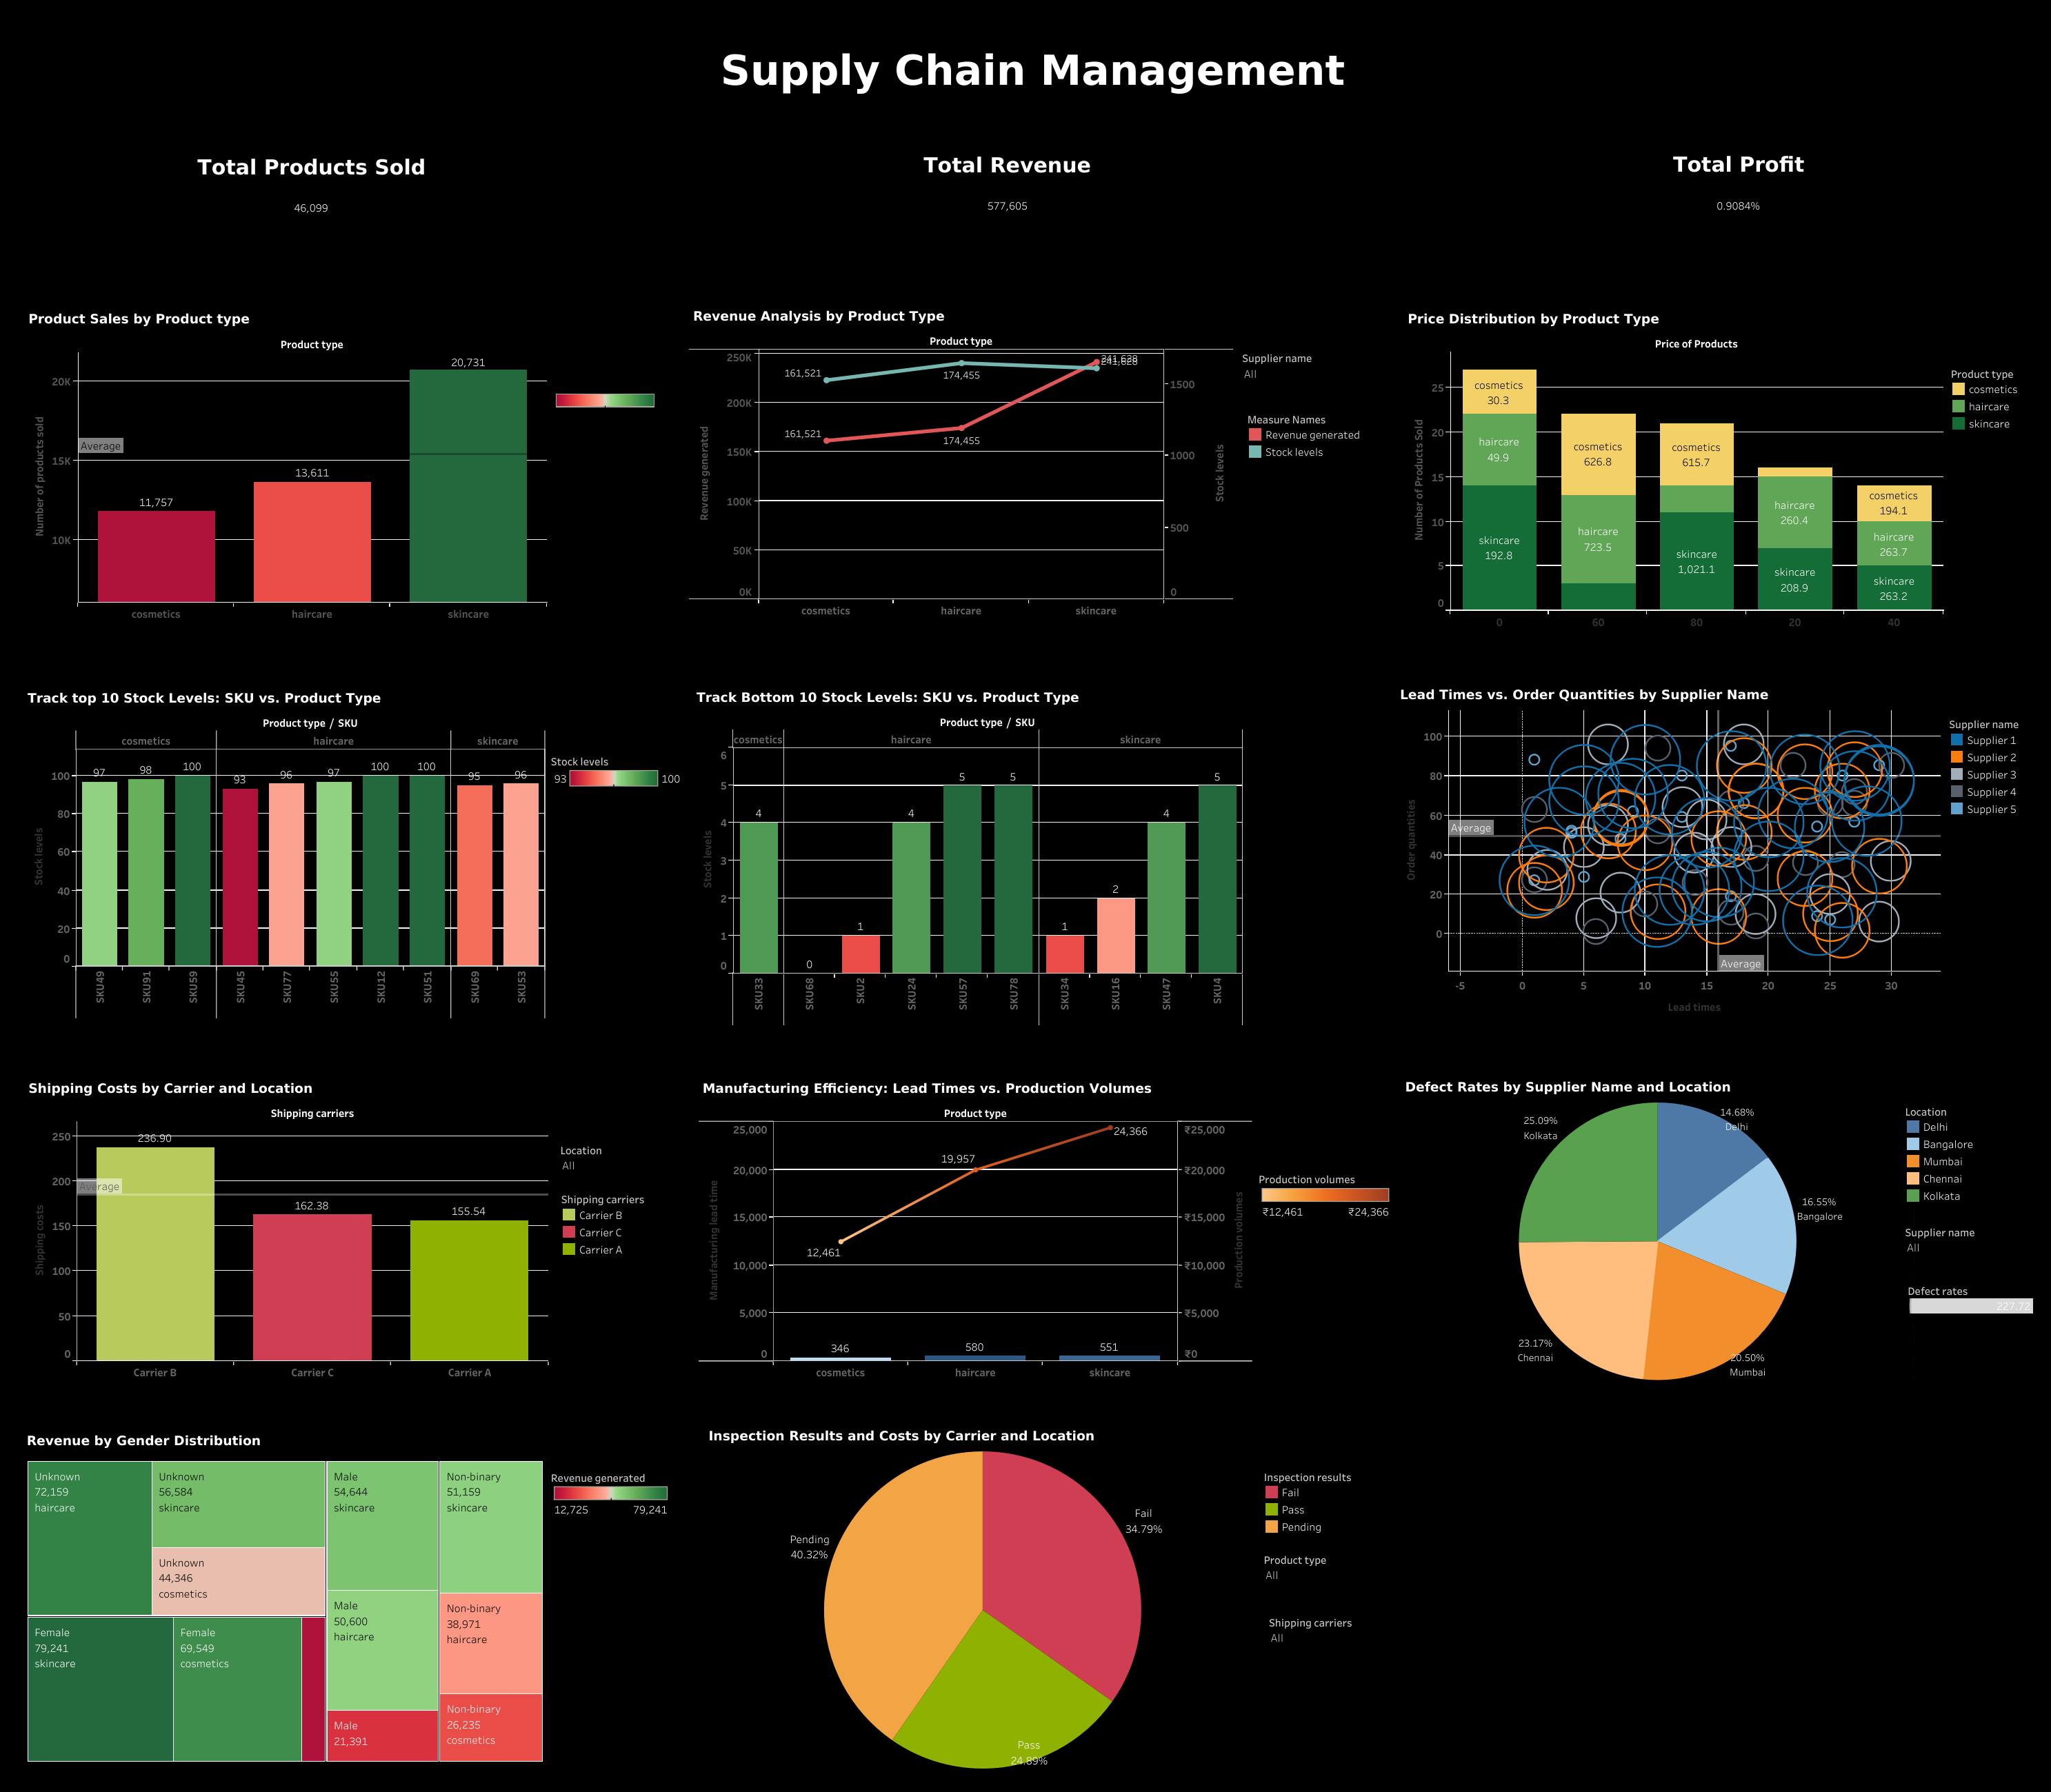 Supply Chain Management
Total Products Sold
46,099
Total Revenue
577,605
Total Profit
0.9084%
Product Sales by Product type
Product type
Number of products sold
20K
15K
10K
Average
11,757
13,611
20,731
cosmetics
haircare
skincare
Revenue Analysis by Product Type
Product type
Revenue generated
250K
200K
150K
100K
50K
0K
161,521
174,455
241,628
161,521
174,455
241,628
1500
1000
500
0
Stock levels
cosmetics
haircare
skincare
Supplier name
All
Measure Names
Revenue generated
Stock levels
Price Distribution by Product Type
Price of Products
Number of Products Sold
25
20
15
10
5
0
cosmetics
30.3
haircare
49.9
skincare
192.8
cosmetics
626.8
haircare
723.5
cosmetics
615.7
skincare
1,021.1
haircare
260.4
skincare
208.9
cosmetics
194.1
haircare
263.7
skincare
263.2
0
60
80
20
40
Product type
cosmetics
haircare
skincare
Track top 10 Stock Levels: SKU vs. Product Type
Product type / SKU
cosmetics
haircare
skincare
Stock levels
100
80
60
40
20
0
97
98
100
93
96
97
100
100
95
96
SKU49
SKU91
SKU59
SKU45
SKU77
SKU55
SKU12
SKU51
SKU69
SKU53
Stock levels
93
100
Track Bottom 10 Stock Levels: SKU vs. Product Type
Product type / SKU
cosmetics
haircare
skincare
Stock levels
6
5
4
3
2
1
0
4
0
1
4
5
5
1
2
4
5
SKU33
SKU68
SKU2
SKU24
SKU57
SKU78
SKU34
SKU16
SKU47
SKU4
Lead Times vs. Order Quantities by Supplier Name
Order quantities
100
80
60
40
20
0
Average
Average
-5
0
5
10
15
20
25
30
Lead times
Supplier name
Supplier 1
Supplier 2
Supplier 3
Supplier 4
Supplier 5
Shipping Costs by Carrier and Location
Shipping carriers
Shipping costs
250
200
150
100
50
0
Average
236.90
162.38
155.54
Carrier B
Carrier C
Carrier A
Location
All
Shipping carriers
Carrier B
Carrier C
Carrier A
Manufacturing Efficiency: Lead Times vs. Production Volumes
Product type
Manufacturing lead time
25,000
20,000
15,000
10,000
5,000
0
12,461
19,957
24,366
346
580
551
₹25,000
₹20,000
₹15,000
₹10,000
₹5,000
₹0
Production volumes
cosmetics
haircare
skincare
Production volumes
₹12,461
₹24,366
Defect Rates by Supplier Name and Location
25.09%
Kolkata
14.68%
Delhi
16.55%
Bangalore
20.50%
Mumbai
23.17%
Chennai
Location
Delhi
Bangalore
Mumbai
Chennai
Kolkata
Supplier name
All
Defect rates
227.72
Revenue by Gender Distribution
Unknown
72,159
haircare
Unknown
56,584
skincare
Unknown
44,346
cosmetics
Female
79,241
skincare
Female
69,549
cosmetics
Male
54,644
skincare
Male
50,600
haircare
Male
21,391
Non-binary
51,159
skincare
Non-binary
38,971
haircare
Non-binary
26,235
cosmetics
Revenue generated
12,725
79,241
Inspection Results and Costs by Carrier and Location
Pending
40.32%
Fail
34.79%
Pass
24.89%
Inspection results
Fail
Pass
Pending
Product type
All
Shipping carriers
All